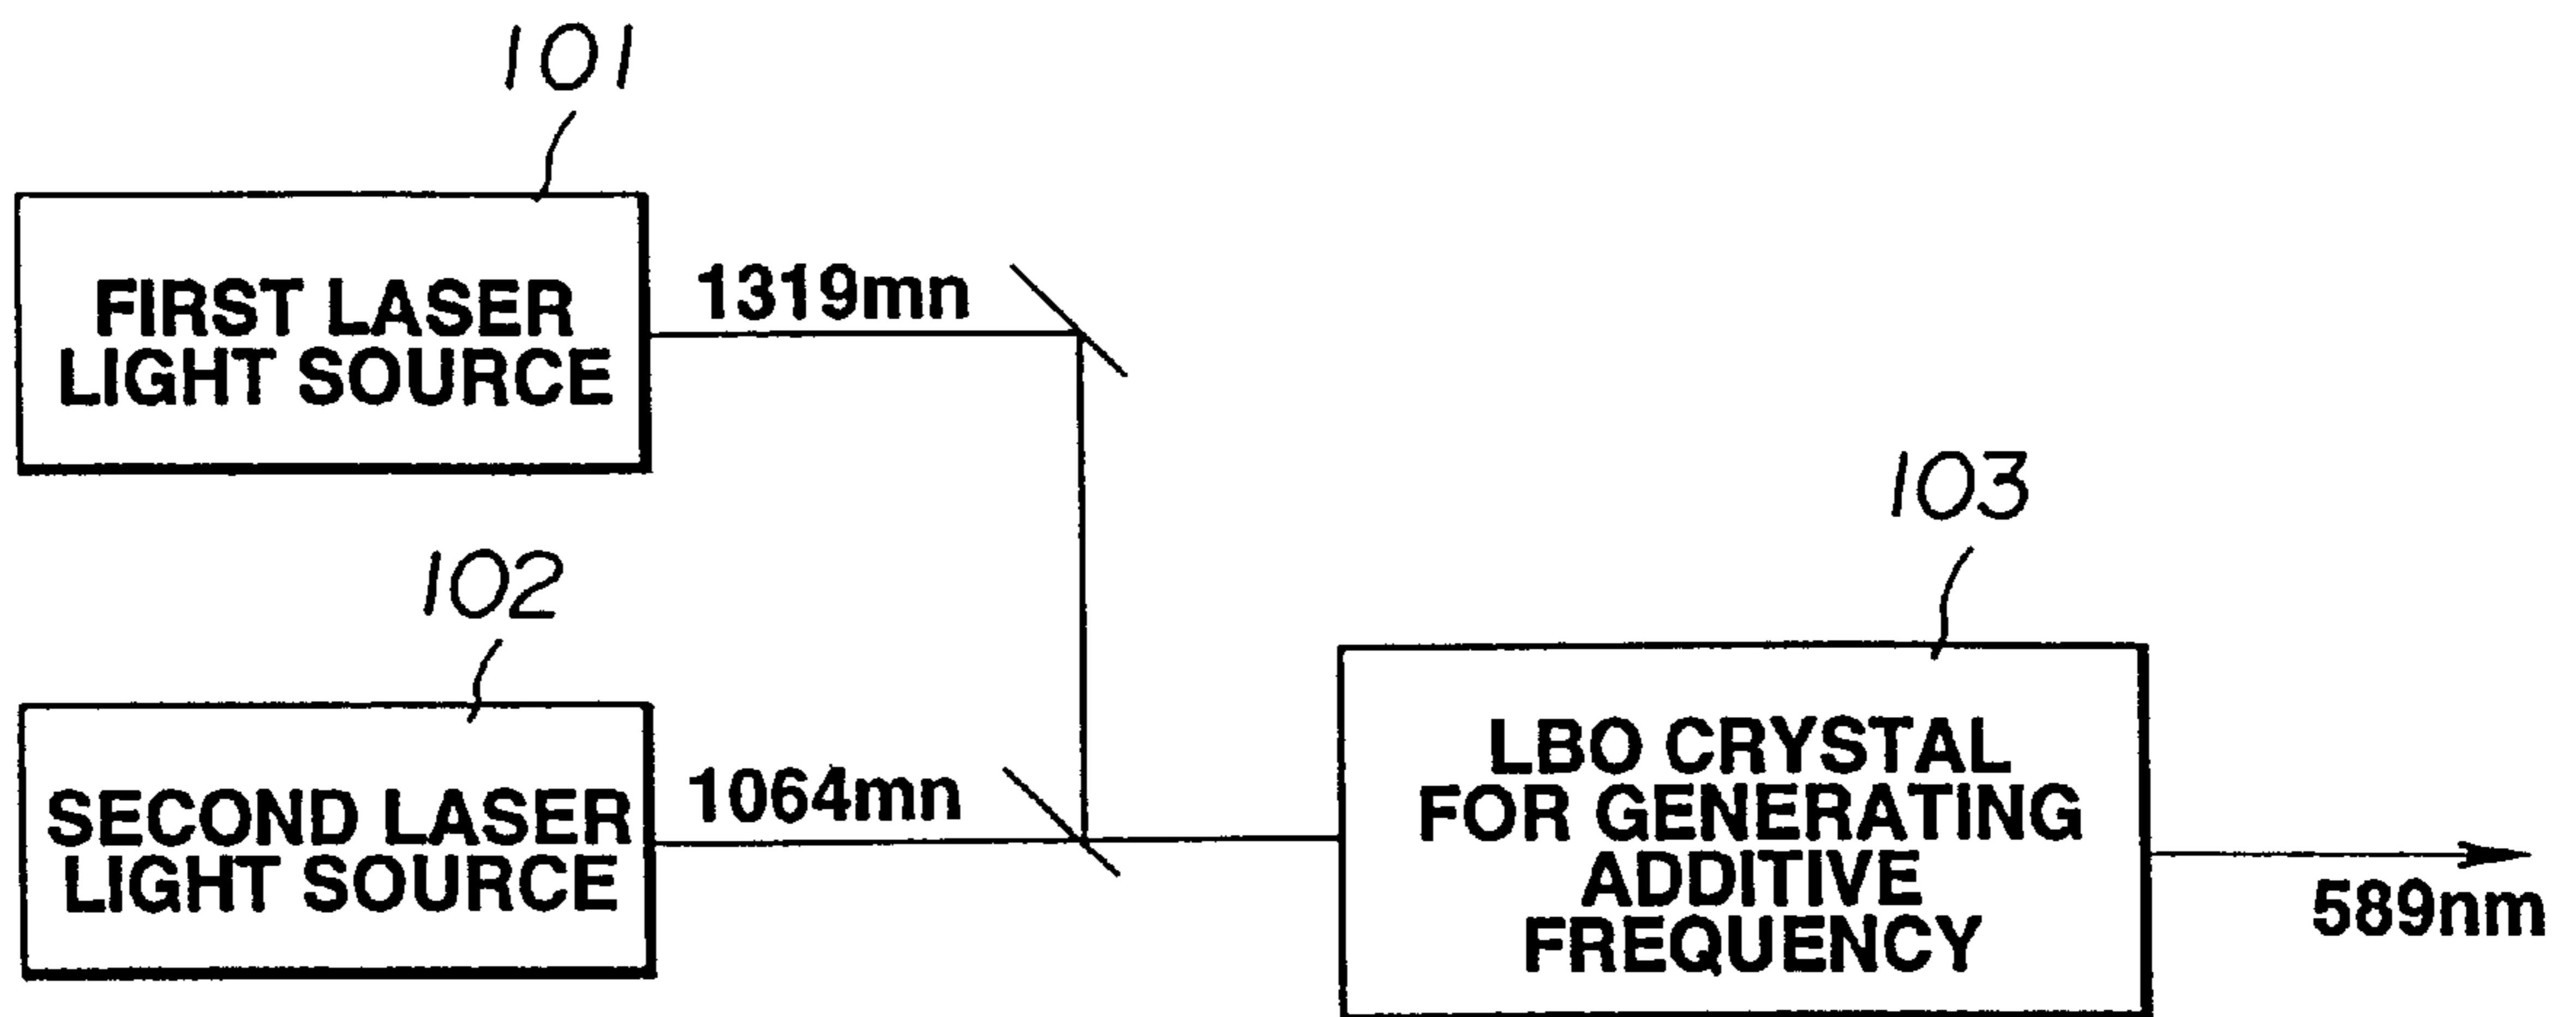 101
FIRST LASER
LIGHT SOURCE
1319mn
102
SECOND LASER
LIGHT SOURCE
1064mn
103
LBO CRYSTAL
FOR GENERATING
ADDITIVE
FREQUENCY
589nm